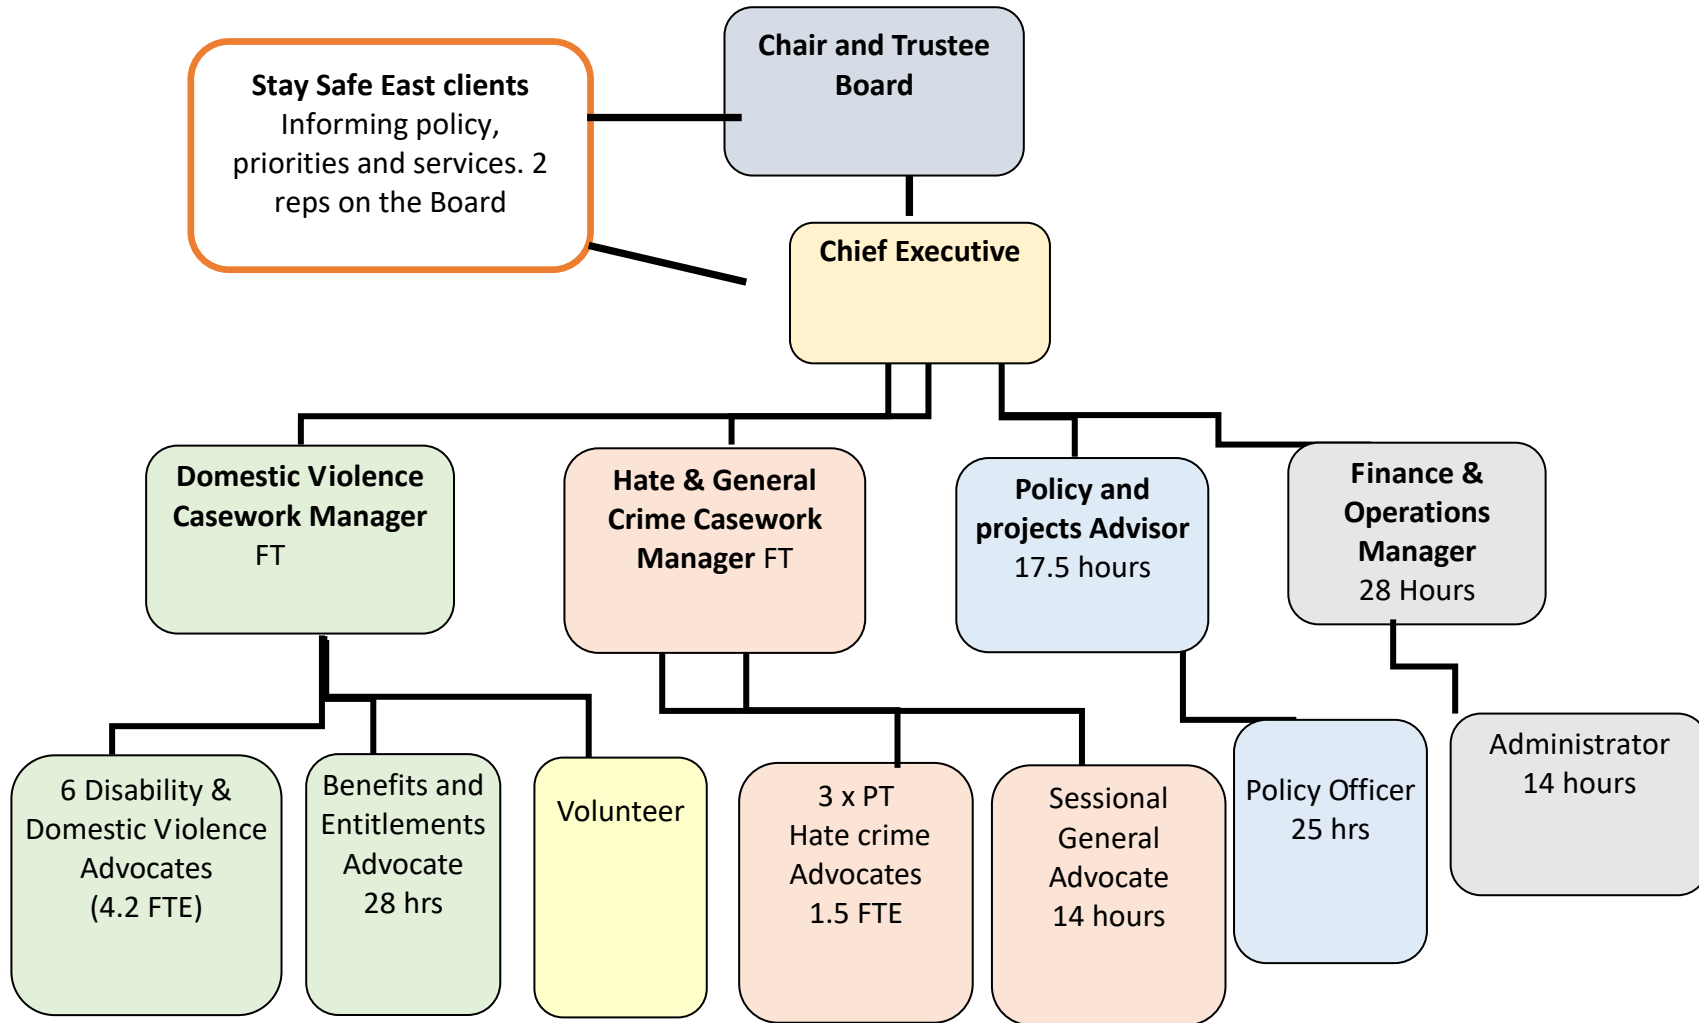 Chair and Trustee
Board
Stay Safe East clients
Informing policy,
priorities and services. 2
reps on the Board
Chief Executive
Domestic Violence
Casework Manager
FT
Hate & General
Crime Casework
Manager FT
Policy and
projects Advisor
17.5 hours
Finance &
Operations
Manager
28 Hours
6 Disability &
Domestic Violence
Advocates
(4.2 FTE)
Benefits and
Entitlements
Advocate
28 hrs
Volunteer
3 x PT
Hate crime
Advocates
1.5 FTE
Sessional
General
Advocate
14 hours
Policy Officer
25 hrs
Administrator
14 hours